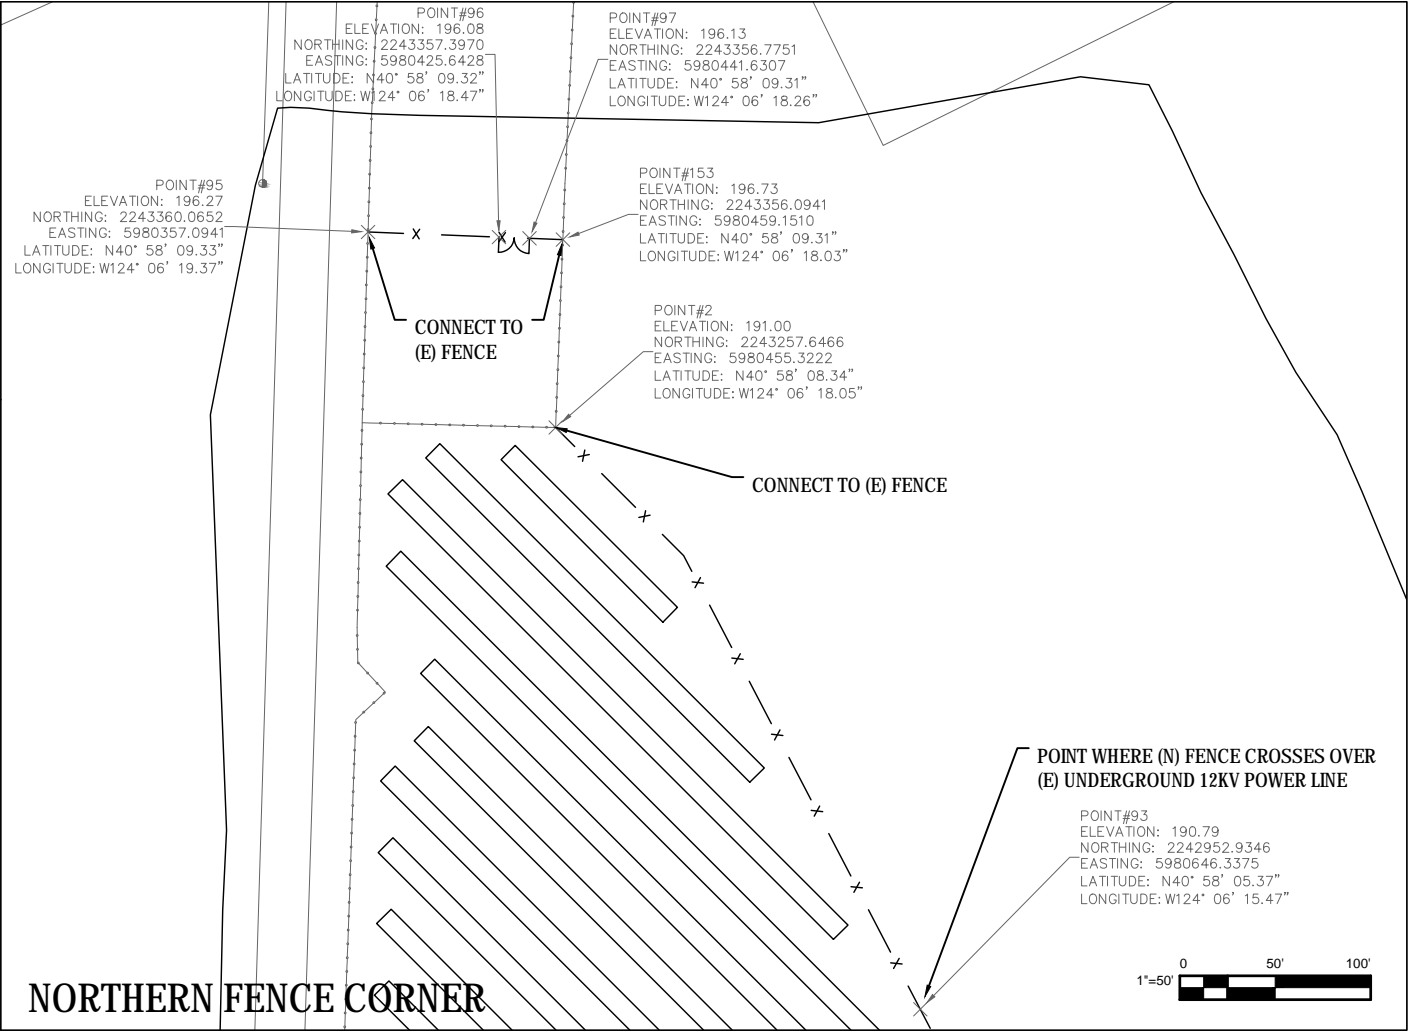 POINT#96
ELEVATION: 196.08
NORTHING: 2243357.3970
EASTING: 5980425.6428
LATITUDE: N40° 58' 09.32"
LONGITUDE: W124° 06' 18.47"
POINT#97
ELEVATION: 196.13
NORTHING: 2243356.7751
EASTING: 5980441.6307
LATITUDE: N40° 58' 09.31"
LONGITUDE: W124° 06' 18.26"
POINT#95
ELEVATION: 196.27
NORTHING: 2243360.0652
EASTING: 5980357.0941
LATITUDE: N40° 58' 09.33"
LONGITUDE: W124° 06' 19.37"
POINT#153
ELEVATION: 196.73
NORTHING: 2243356.0941
EASTING: 5980459.1510
LATITUDE: N40° 58' 09.31"
LONGITUDE: W124° 06' 18.03"
CONNECT TO
(E) FENCE
POINT#2
ELEVATION: 191.00
NORTHING: 2243257.6466
EASTING: 5980455.3222
LATITUDE: N40° 58' 08.34"
LONGITUDE: W124° 06' 18.05"
CONNECT TO (E) FENCE
POINT WHERE (N) FENCE CROSSES OVER
(E) UNDERGROUND 12KV POWER LINE
POINT#93
ELEVATION: 190.79
NORTHING: 2242952.9346
EASTING: 5980646.3375
LATITUDE: N40° 58' 05.37"
LONGITUDE: W124° 06' 15.47"
0 50' 100'
1"=50'
NORTHERN FENCE CORNER